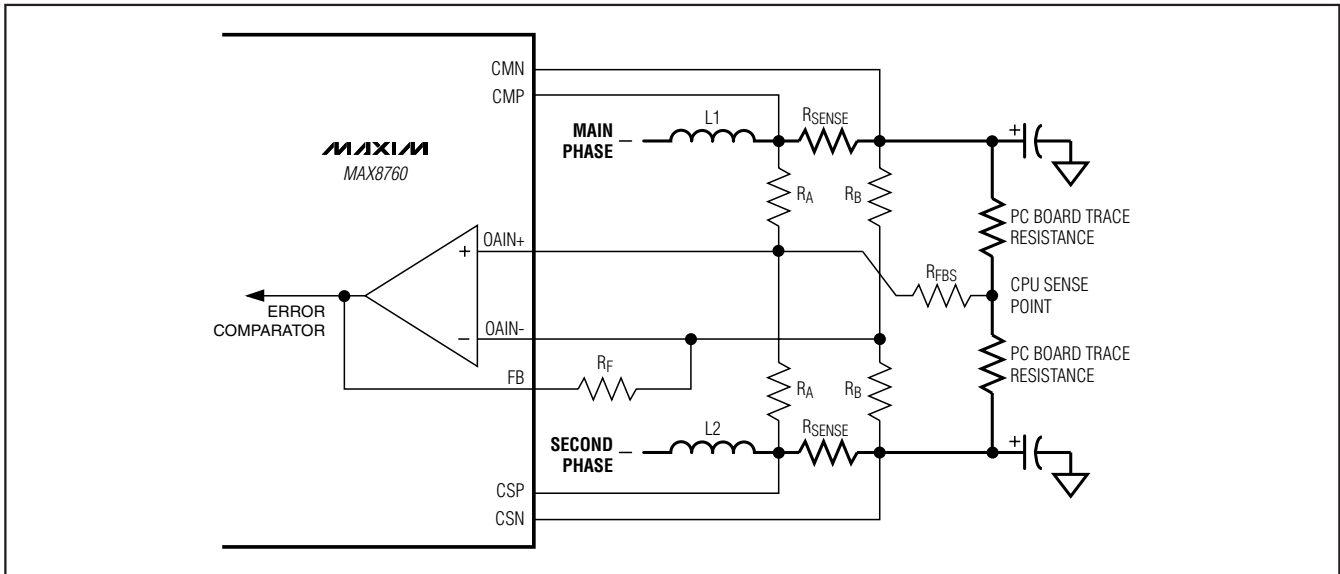 CMN
CMP
MAXIM
MAX8760
MAIN
PHASE
L1
RSENSE
RA
RB
PC BOARD TRACE
RESISTANCE
OAIN+
RFBS
CPU SENSE
POINT
ERROR
COMPARATOR
OAIN-
FB
RF
RA
RB
PC BOARD TRACE
RESISTANCE
SECOND
PHASE
L2
RSENSE
CSP
CSN
+
+
+
−
−
−